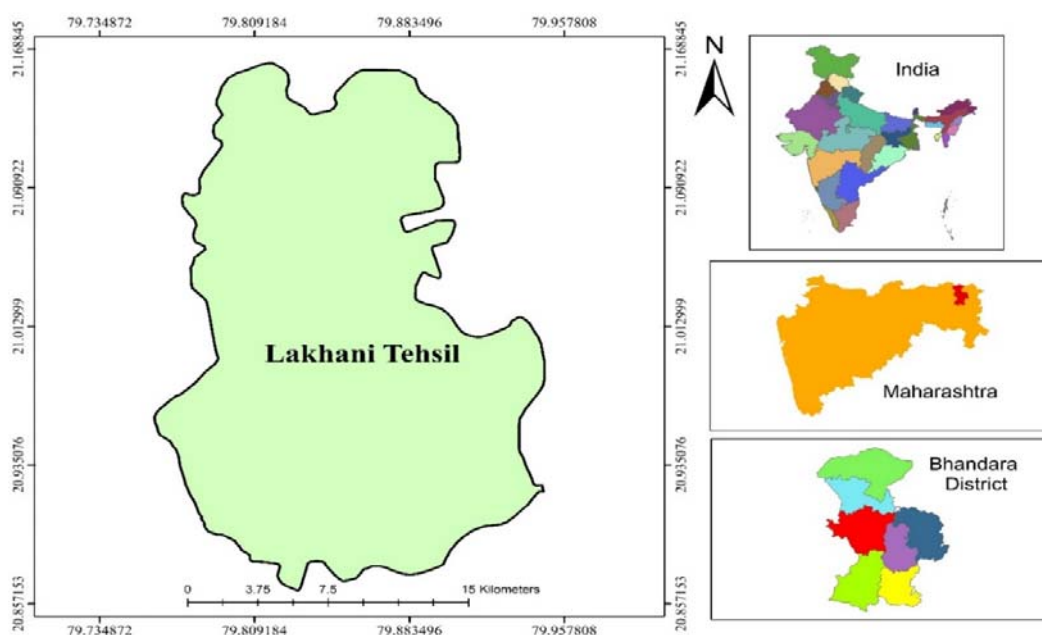 79.734872 79.809184 79.883496 79.957808
21.168845 21.168845
21.090922 21.090922
21.012999 21.012999
20.935076 20.935076
20.857153 20.857153
Lakhani Tehsil
0 3.75 7.5 15 Kilometers
79.734872 79.809184 79.883496 79.957808
N
India
Maharashtra
Bhandara
District